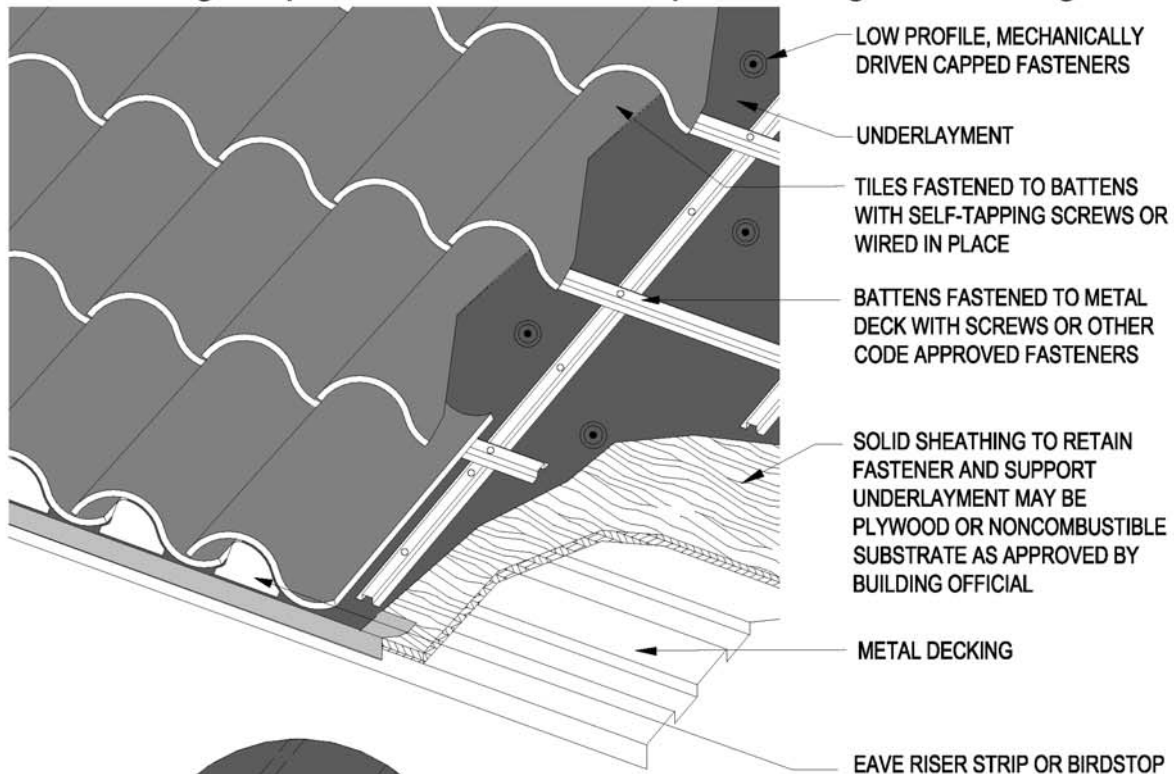 LOW PROFILE, MECHANICALLY
DRIVEN CAPPED FASTENERS
UNDERLAYMENT
TILES FASTENED TO BATTENS
WITH SELF-TAPPING SCREWS OR
WIRED IN PLACE
BATTENS FASTENED TO METAL
DECK WITH SCREWS OR OTHER
CODE APPROVED FASTENERS
SOLID SHEATHING TO RETAIN
FASTENER AND SUPPORT
UNDERLAYMENT MAY BE
PLYWOOD OR NONCOMBUSTIBLE
SUBSTRATE AS APPROVED BY
BUILDING OFFICIAL
METAL DECKING
EAVE RISER STRIP OR BIRDSTOP